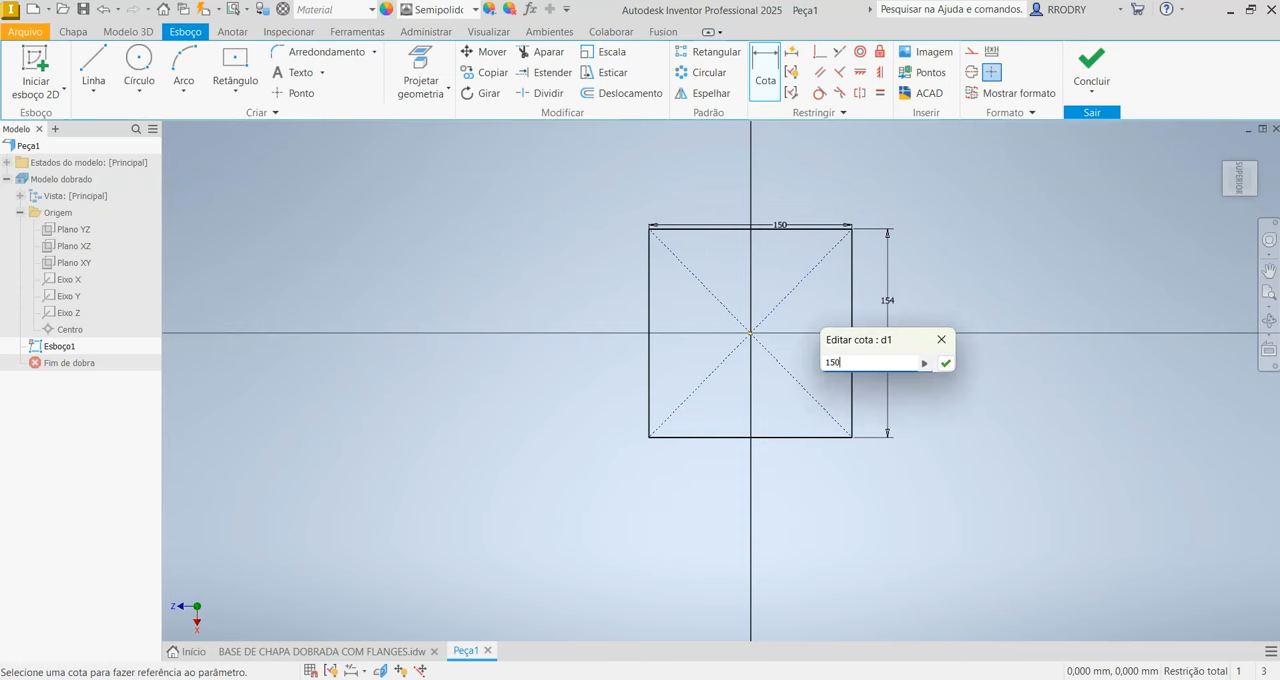 Material
Semipolido
Autodesk Inventor Professional 2025 Peça1
Pesquisar na Ajuda e comandos.
RRODRY
Arquivo
Chapa
Modelo 3D
Esboço
Anotar
Inspecionar
Ferramentas
Administrar
Visualizar
Ambientes
Colaborar
Fusion
Iniciar
esboço 2D
Esboço
Linha
Círculo
Arco
Retângulo
Arredondamento
Texto
Ponto
Criar
Projetar
geometria
Mover
Copiar
Girar
Aparar
Estender
Dividir
Escala
Esticar
Deslocamento
Modificar
Retangular
Circular
Espelhar
Padrão
Cota
Restringir
Imagem
Pontos
ACAD
Inserir
Mostrar formato
Formato
Concluir
Sair
Modelo
Peça1
Estados do modelo: [Principal]
Modelo dobrado
Vista: [Principal]
Origem
Plano YZ
Plano XZ
Plano XY
Eixo X
Eixo Y
Eixo Z
Centro
Esboço1
Fim de dobra
150
154
Editar cota : d1
150
SUPERIOR
Z
X
Início
BASE DE CHAPA DOBRADA COM FLANGES.idw
Peça1
Selecione uma cota para fazer referência ao parâmetro.
0,000 mm, 0,000 mm Restrição total 1 3